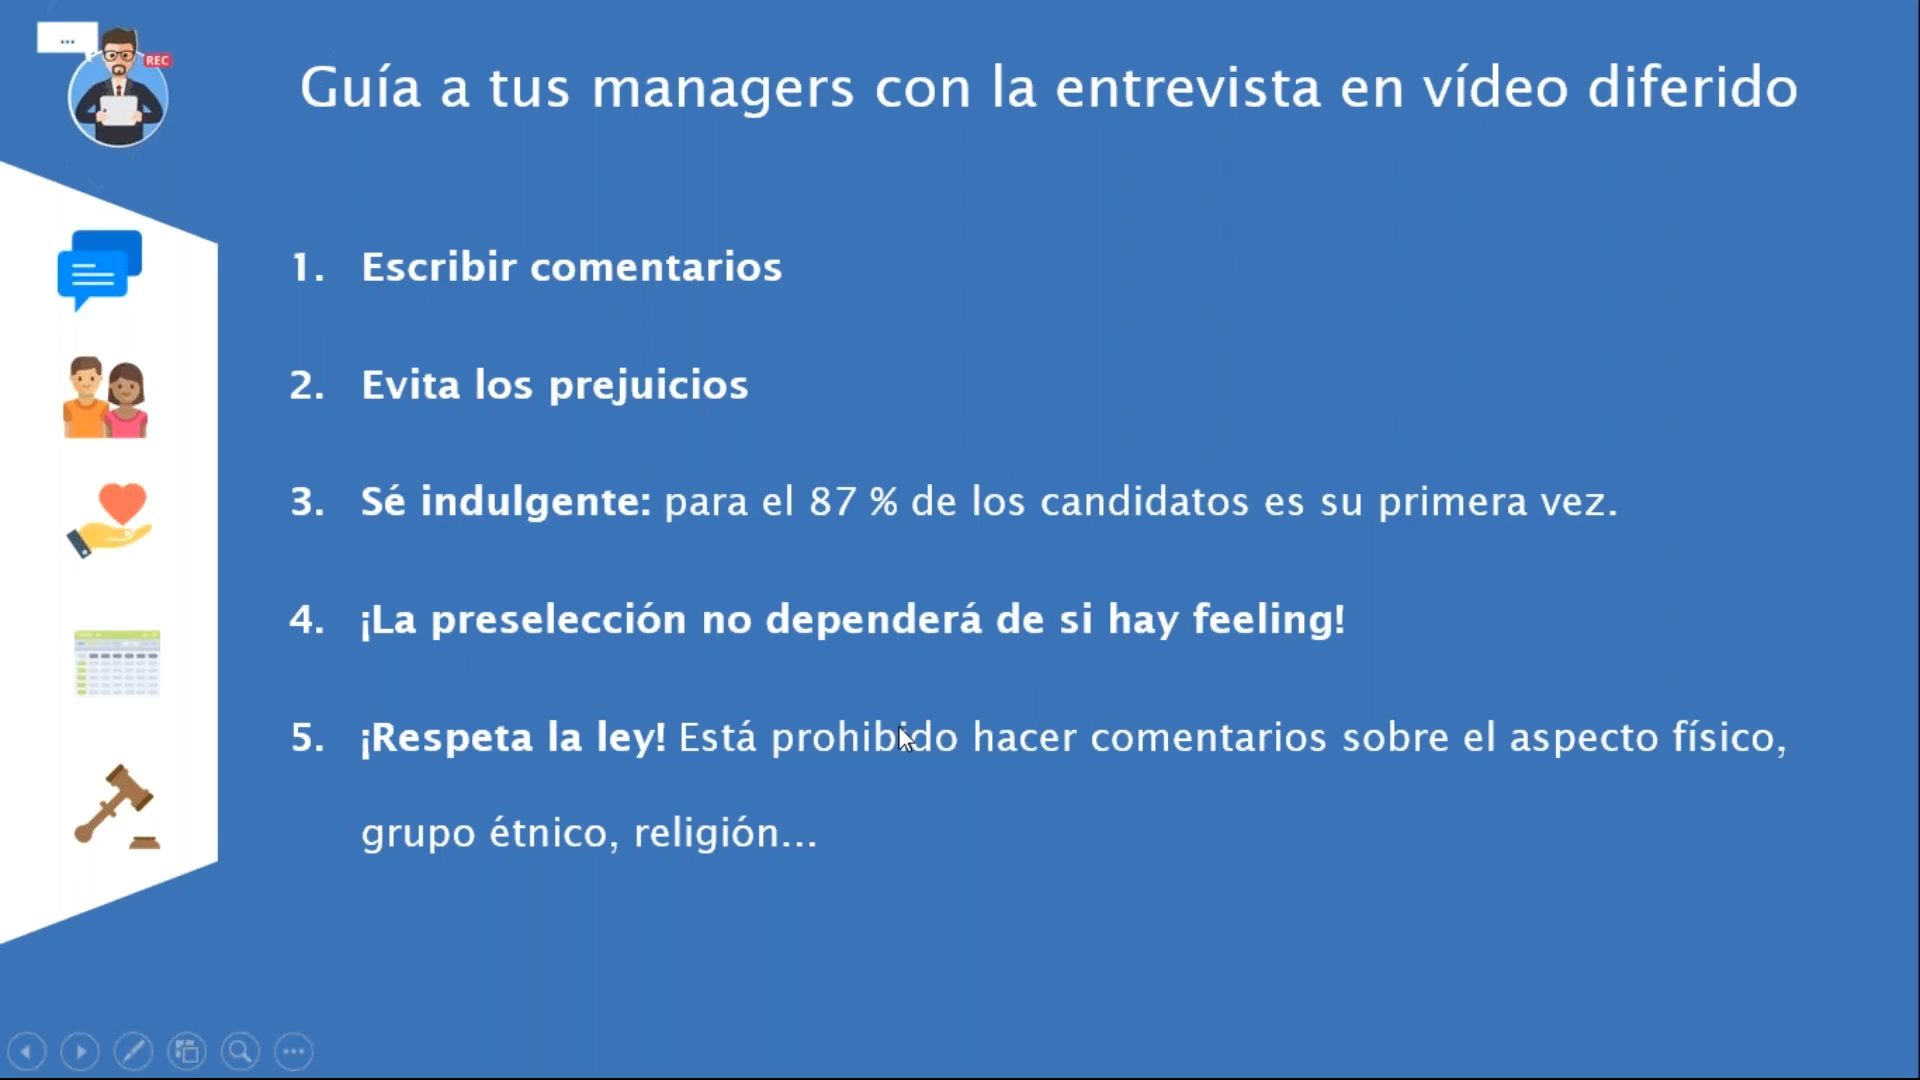 ...
REC
Guía a tus managers con la entrevista en vídeo diferido
1. Escribir comentarios
2. Evita los prejuicios
3. Sé indulgente: para el 87 % de los candidatos es su primera vez.
4. ¡La preselección no dependerá de si hay feeling!
5. ¡Respeta la ley! Está prohibido hacer comentarios sobre el aspecto físico,
grupo étnico, religión...